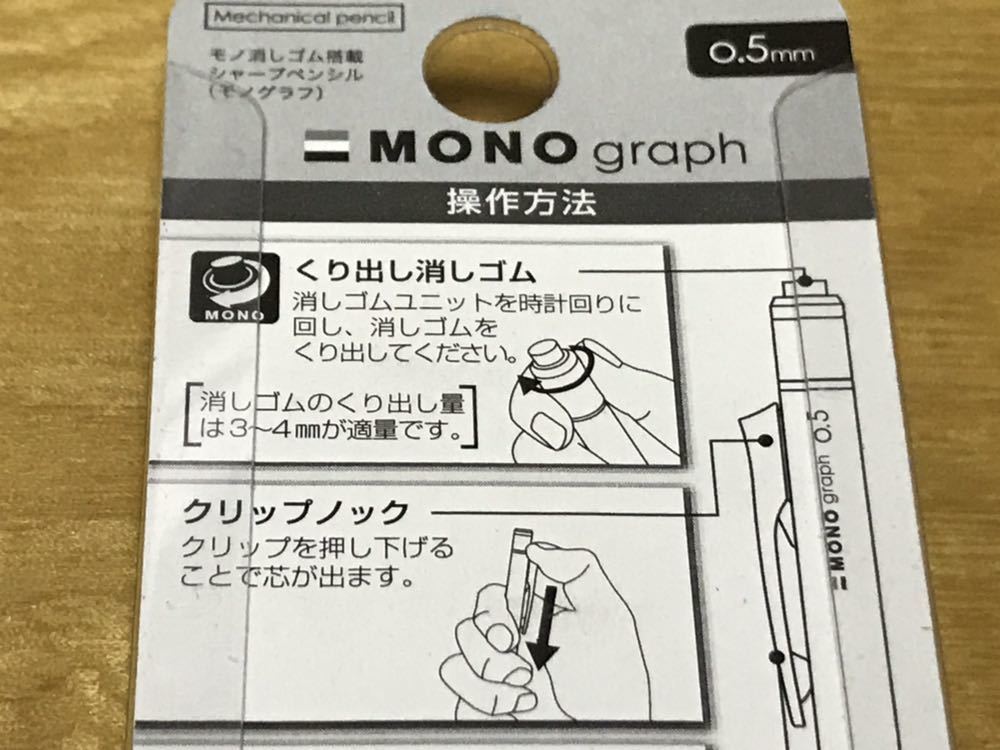 Mechanical pencil
モノ消しゴム搭載
シャープペンシル
(モノグラフ)
0.5mm
MONO graph
操作方法
MONO
くり出し消しゴム
消しゴムユニットを時計回りに
回し、消しゴムを
くり出してください。
消しゴムのくり出し量
は3〜4㎜が適量です。
クリップノック
クリップを押し下げる
ことで芯が出ます。
MONO graph 0.5